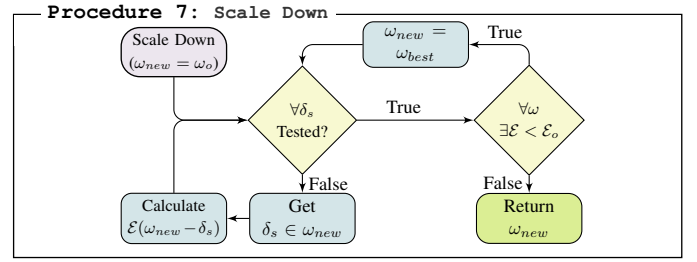 Procedure 7: Scale Down
Scale Down
(ω_new = ω_o)
ω_new =
ω_best
True
∀δ_s
Tested?
True
∀ω
∃ℰ < ℰ_o
False
False
Calculate
ℰ(ω_new − δ_s)
Get
δ_s ∈ ω_new
Return
ω_new